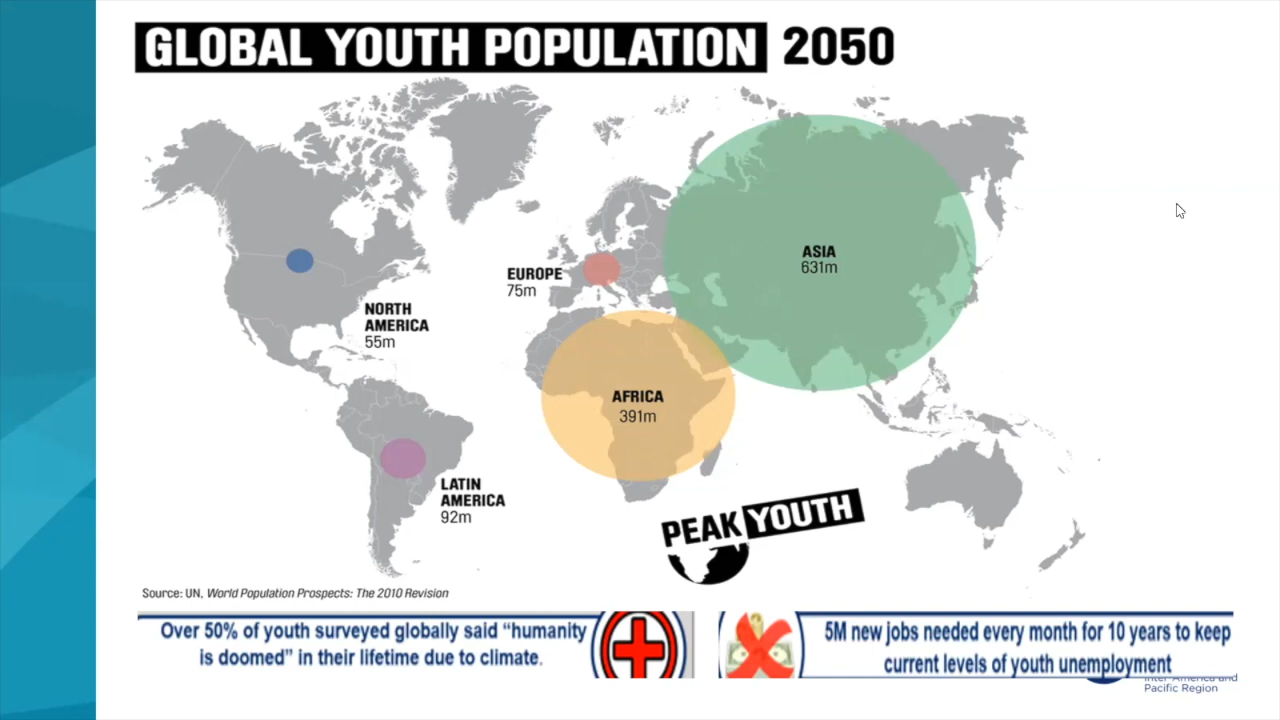 GLOBAL YOUTH POPULATION 2050
ASIA
631m
EUROPE
75m
NORTH
AMERICA
55m
AFRICA
391m
LATIN
AMERICA
92m
PEAK YOUTH
Source: UN, World Population Prospects: The 2010 Revision
Over 50% of youth surveyed globally said “humanity
is doomed” in their lifetime due to climate.
5M new jobs needed every month for 10 years to keep
current levels of youth unemployment
Inter-America and
Pacific Region